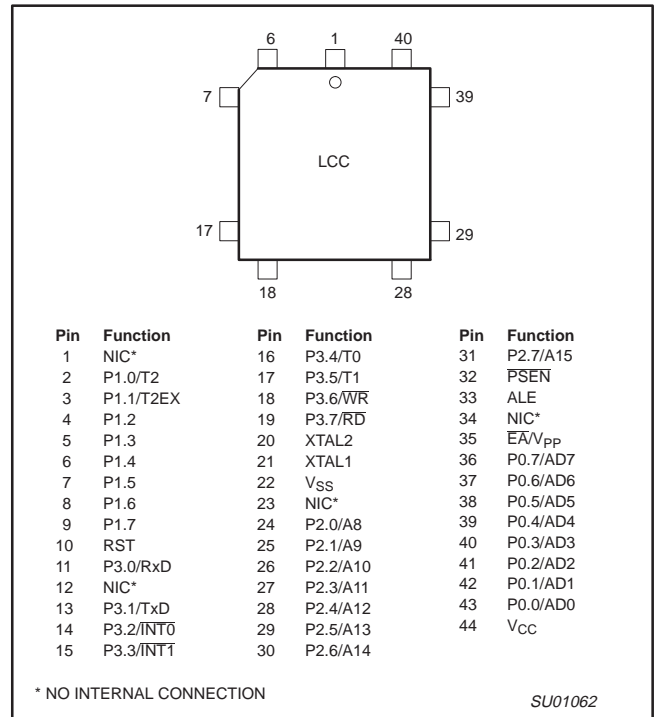 6 1 40
7 39
LCC
17 29
18 28
Pin Function Pin Function Pin Function
1 NIC* 16 P3.4/T0 31 P2.7/A15
2 P1.0/T2 17 P3.5/T1 32 P̅S̅E̅N̅
3 P1.1/T2EX 18 P3.6/W̅R̅ 33 ALE
4 P1.2 19 P3.7/R̅D̅ 34 NIC*
5 P1.3 20 XTAL2 35 E̅A̅/VPP
6 P1.4 21 XTAL1 36 P0.7/AD7
7 P1.5 22 VSS 37 P0.6/AD6
8 P1.6 23 NIC* 38 P0.5/AD5
9 P1.7 24 P2.0/A8 39 P0.4/AD4
10 RST 25 P2.1/A9 40 P0.3/AD3
11 P3.0/RxD 26 P2.2/A10 41 P0.2/AD2
12 NIC* 27 P2.3/A11 42 P0.1/AD1
13 P3.1/TxD 28 P2.4/A12 43 P0.0/AD0
14 P3.2/I̅N̅T̅0̅ 29 P2.5/A13 44 VCC
15 P3.3/I̅N̅T̅1̅ 30 P2.6/A14
* NO INTERNAL CONNECTION
SU01062